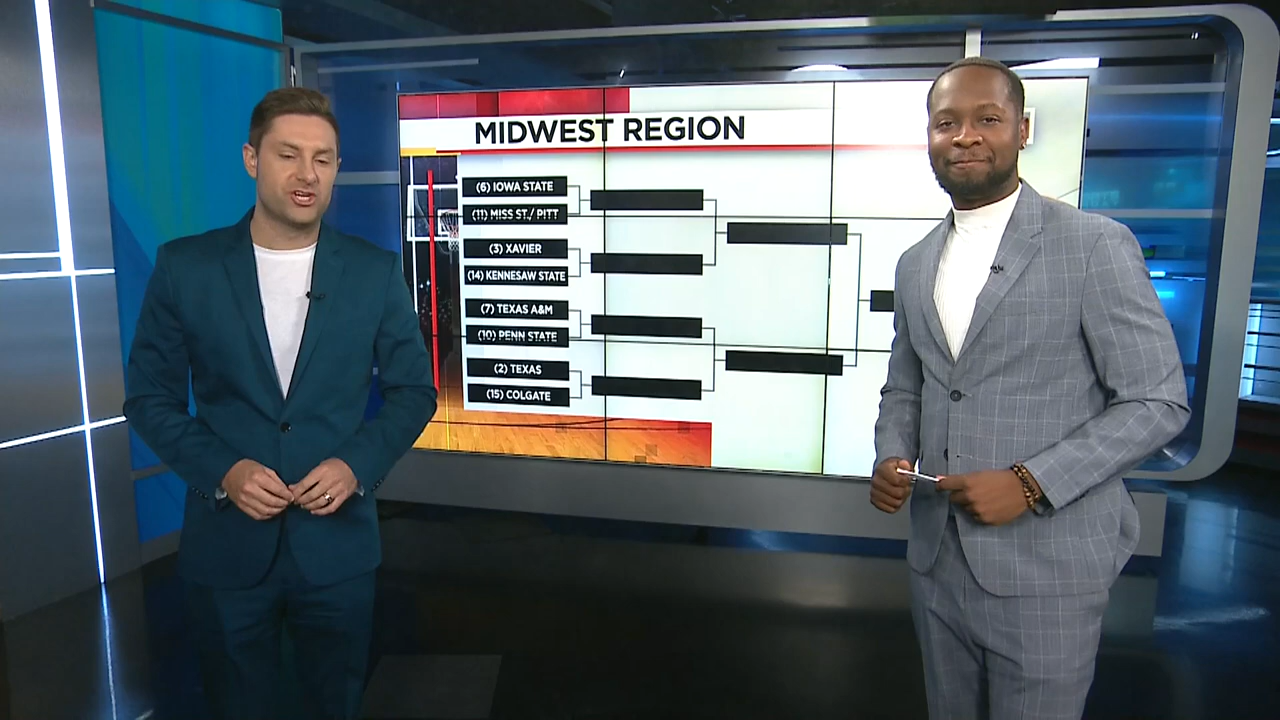 MIDWEST REGION
(6) IOWA STATE
(11) MISS ST./ PITT
(3) XAVIER
(14) KENNESAW STATE
(7) TEXAS A&M
(10) PENN STATE
(2) TEXAS
(15) COLGATE